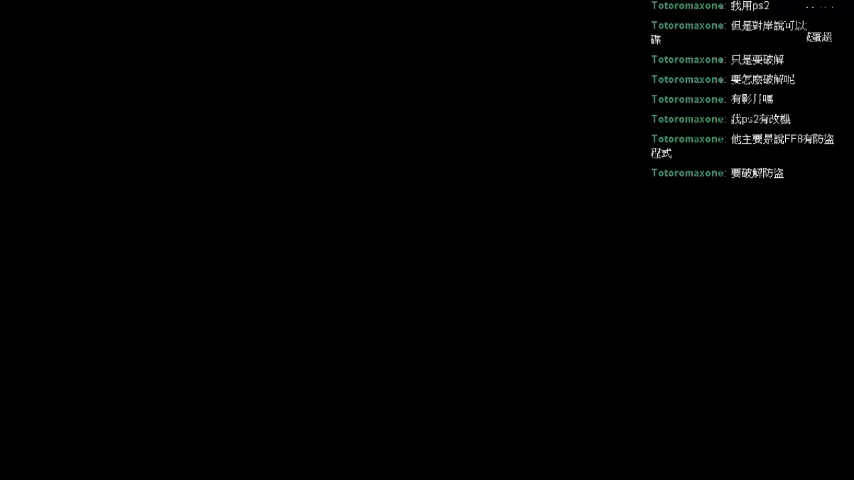 Totoromaxone: 我用ps2
Totoromaxone: 但是對岸說可以
碟
Totoromaxone: 只是要破解
Totoromaxone: 要怎麼破解呢
Totoromaxone: 有影片嗎
Totoromaxone: 我ps2有改機
Totoromaxone: 他主要是說FF8有防盜
程式
Totoromaxone: 要破解防盜